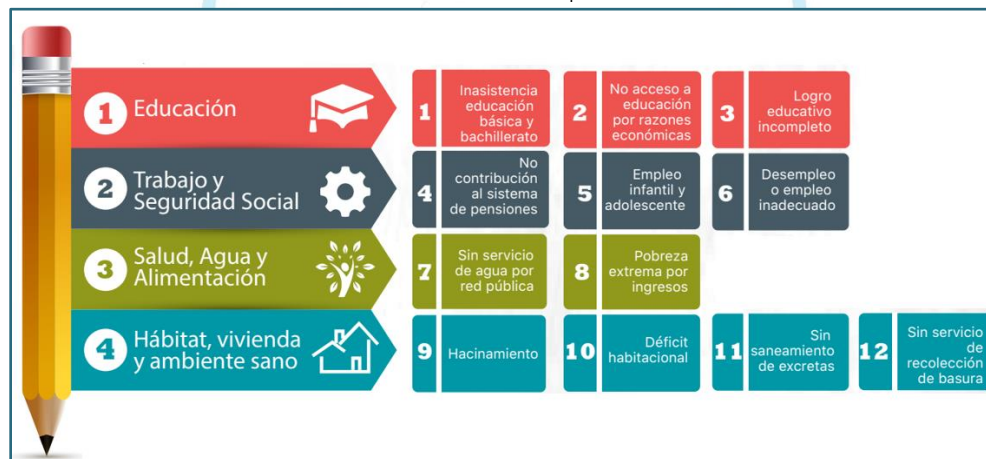 1
Educación
1
Inasistencia
educación
básica y
bachillerato
2
No acceso a
educación
por razones
económicas
3
Logro
educativo
incompleto
2
Trabajo y
Seguridad Social
4
No
contribución
al sistema
de pensiones
5
Empleo
infantil y
adolescente
6
Desempleo
o empleo
inadecuado
3
Salud, Agua y
Alimentación
7
Sin servicio
de agua por
red pública
8
Pobreza
extrema por
ingresos
4
Hábitat, vivienda
y ambiente sano
9
Hacinamiento
10
Déficit
habitacional
11
Sin
saneamiento
de excretas
12
Sin servicio
de
recolección
de basura